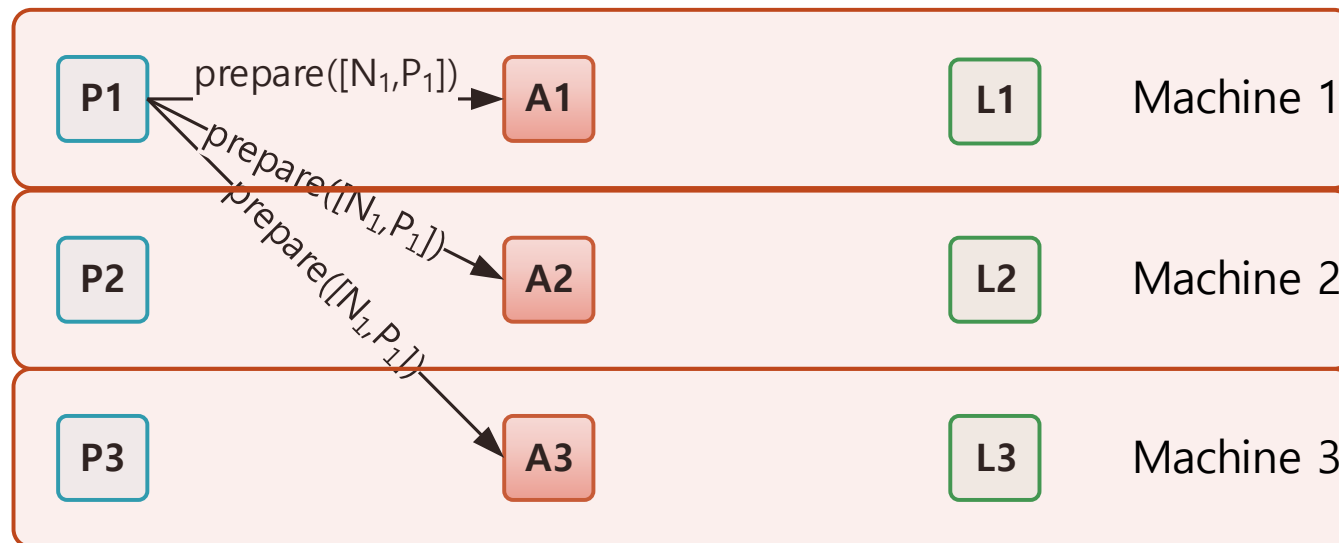 P1 prepare([N₁,P₁]) A1 L1 Machine 1
prepare([N₁,P₁])
prepare([N₁,P₁])
P2 A2 L2 Machine 2
P3 A3 L3 Machine 3